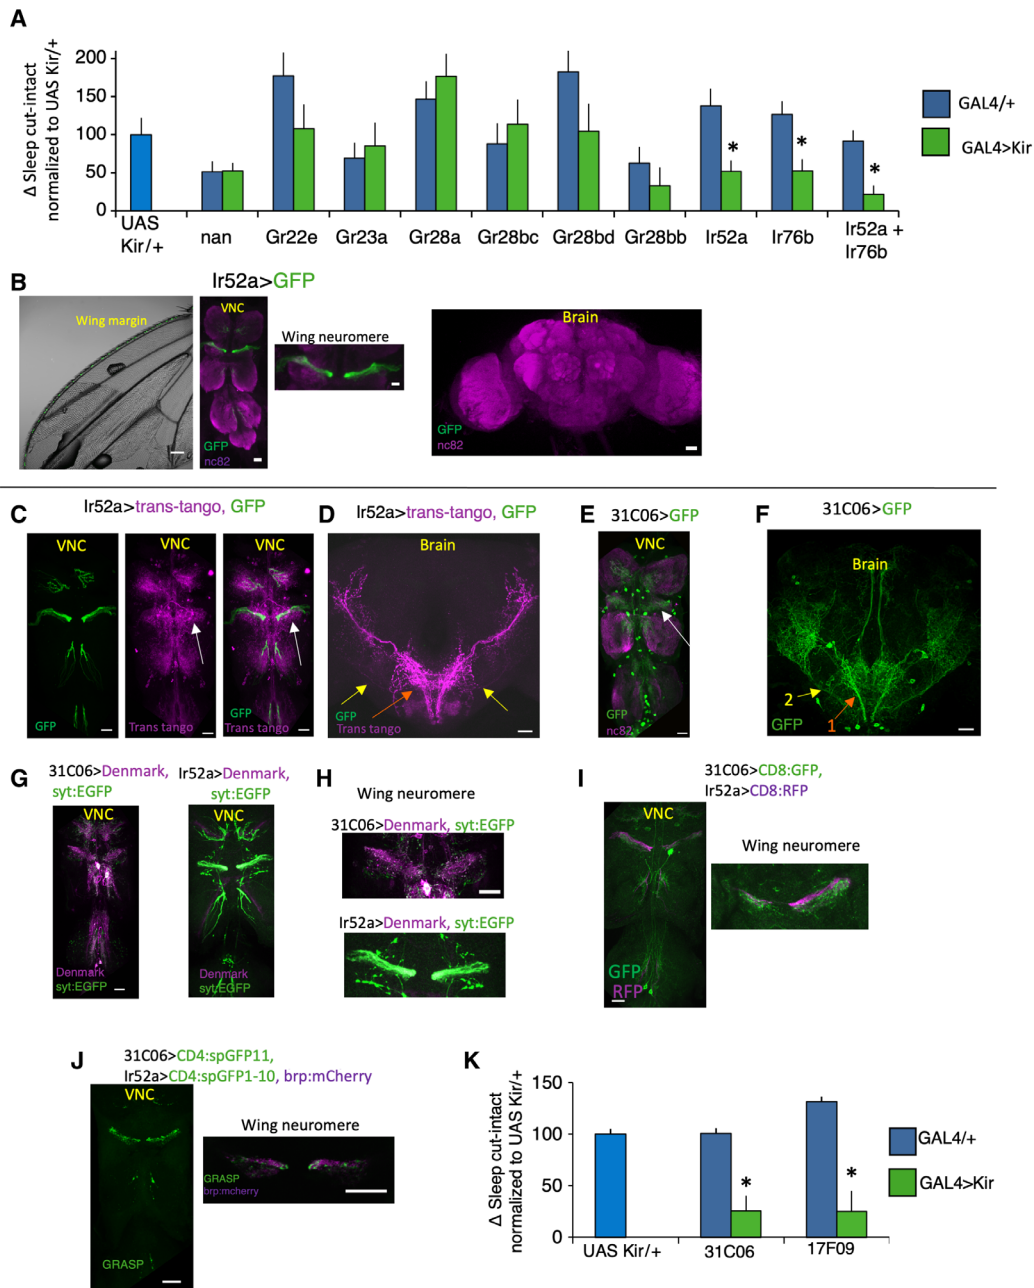 A
Δ Sleep cut-intact
normalized to UAS Kir/+
200
150
100
50
0
UAS
Kir/+
nan
Gr22e
Gr23a
Gr28a
Gr28bc
Gr28bd
Gr28bb
Ir52a
Ir76b
Ir52a +
Ir76b
*
*
*
GAL4/+
GAL4>Kir
B
Ir52a>GFP
Wing margin
VNC
GFP
nc82
Wing neuromere
Brain
GFP
nc82
C
Ir52a>trans-tango, GFP
VNC
GFP
VNC
Trans tango
VNC
GFP
Trans tango
D
Ir52a>trans-tango, GFP
Brain
GFP
Trans tango
E
31C06>GFP
VNC
GFP
nc82
F
31C06>GFP
Brain
2
1
GFP
G
31C06>Denmark,
syt:EGFP
VNC
Denmark
syt:EGFP
Ir52a>Denmark,
syt:EGFP
VNC
Denmark
syt:EGFP
H
Wing neuromere
31C06>Denmark, syt:EGFP
Ir52a>Denmark, syt:EGFP
I
31C06>CD8:GFP,
Ir52a>CD8:RFP
VNC
GFP
RFP
Wing neuromere
J
31C06>CD4:spGFP11,
Ir52a>CD4:spGFP1-10, brp:mCherry
VNC
GRASP
Wing neuromere
GRASP
brp:mcherry
K
Δ Sleep cut-intact
normalized to UAS Kir/+
150
100
50
0
UAS Kir/+
31C06
17F09
*
*
GAL4/+
GAL4>Kir